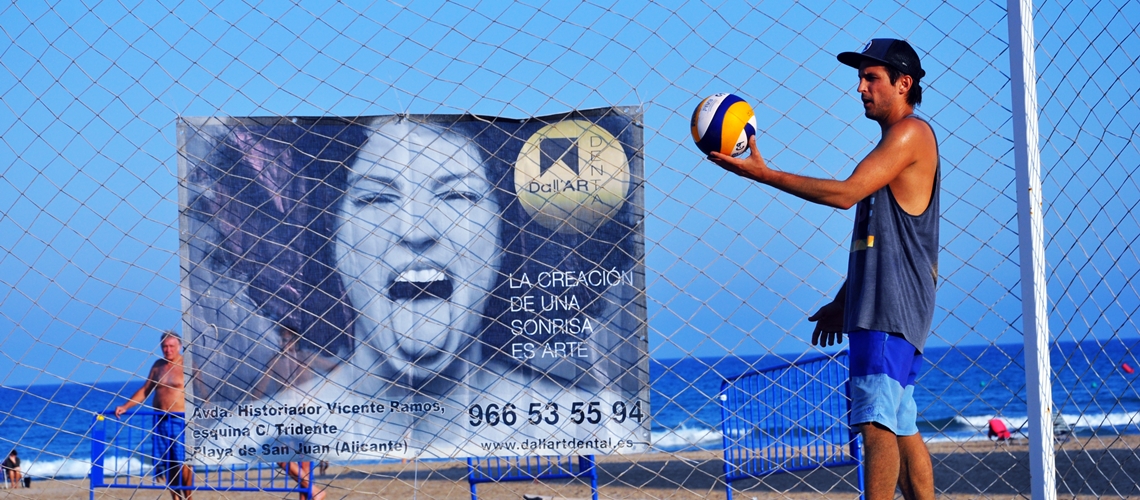 Dall'ART
DENTAL
LA CREACIÓN
DE UNA
SONRISA
ES ARTE
Avda. Historiador Vicente Ramos,
esquina C/ Tridente
Playa de San Juan (Alicante)
966 53 55 94
www.dallartdental.es